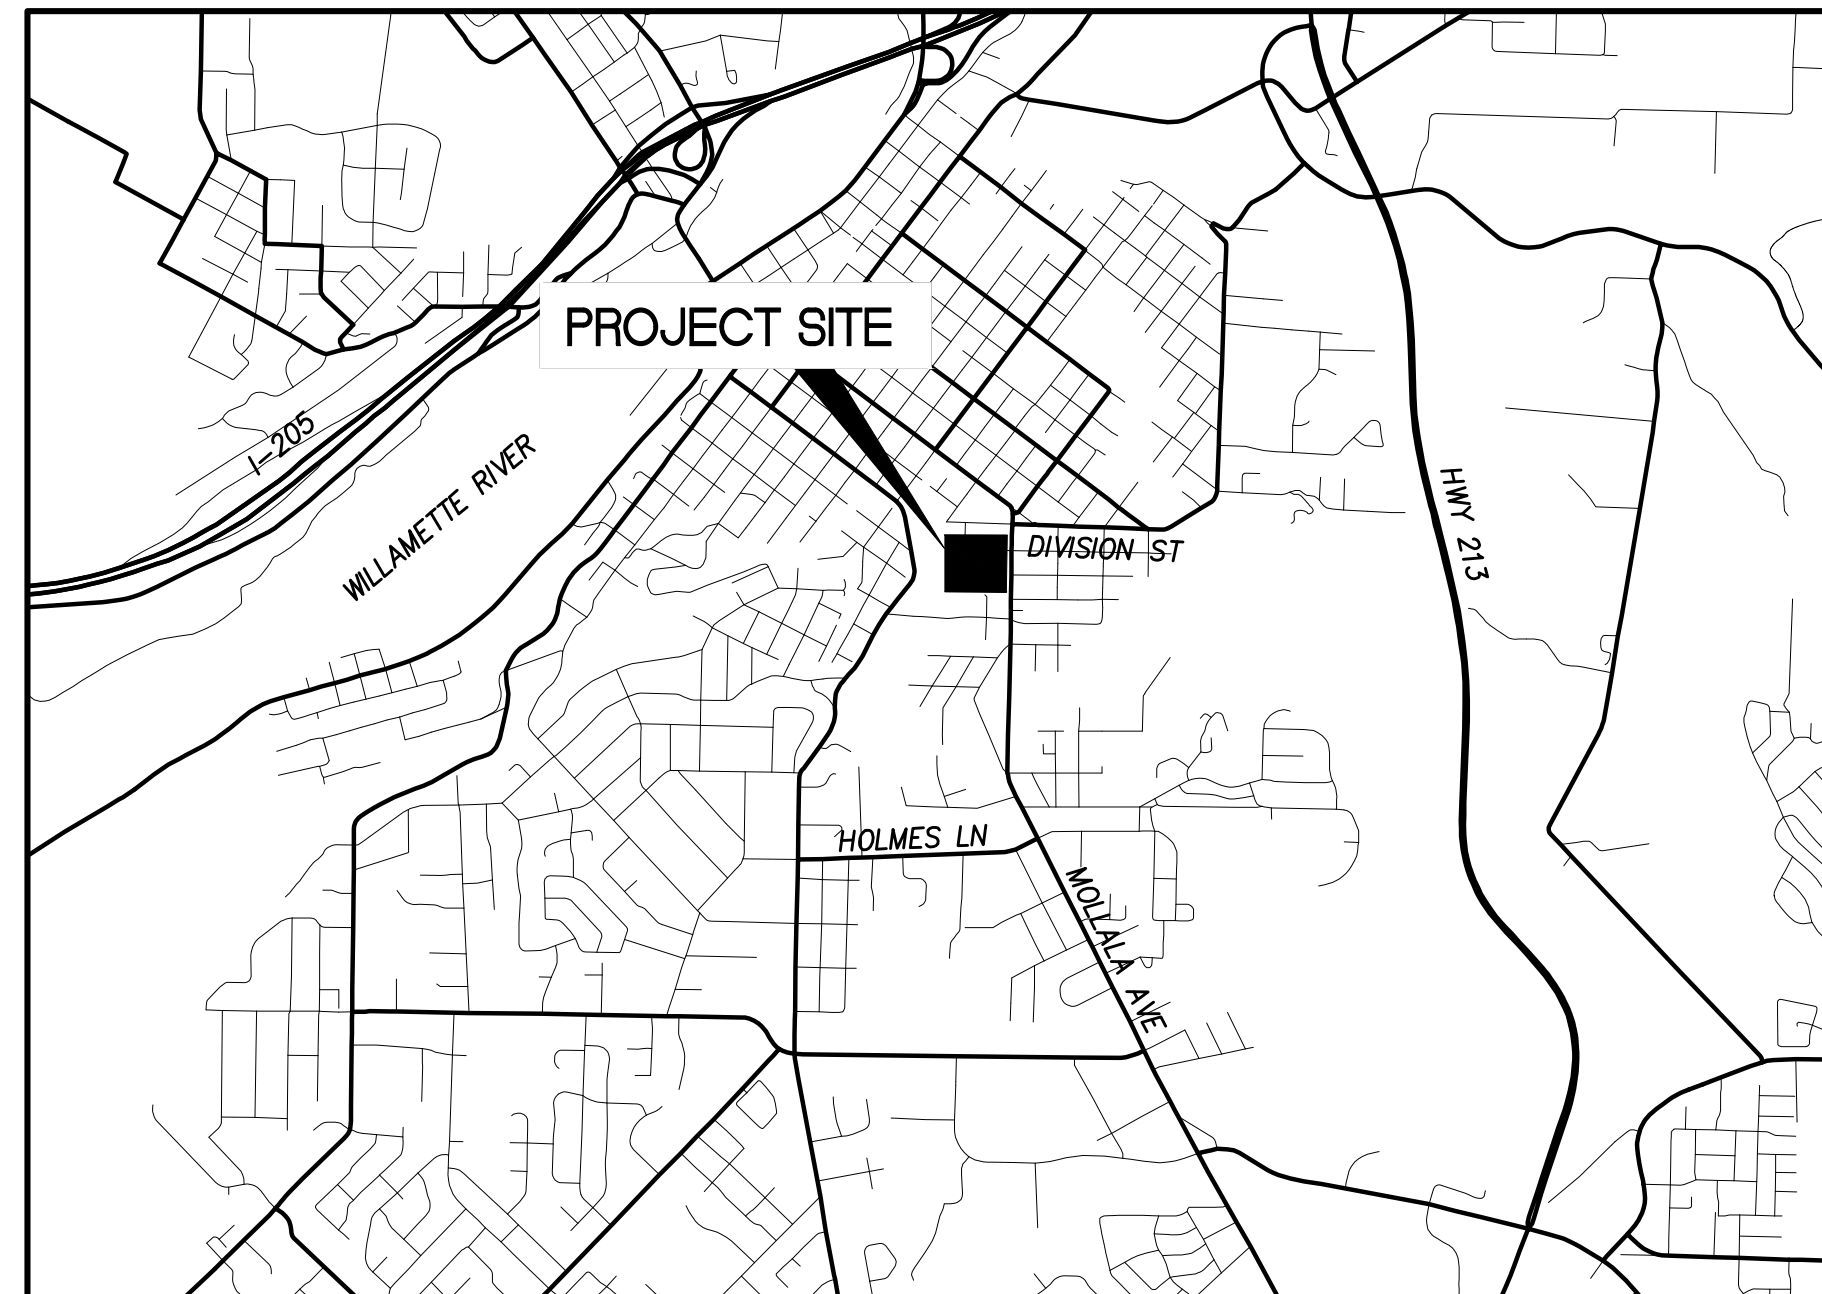 PROJECT SITE
I-205
WILLAMETTE RIVER
HWY 213
DIVISION ST
HOLMES LN
MOLLALA AVE